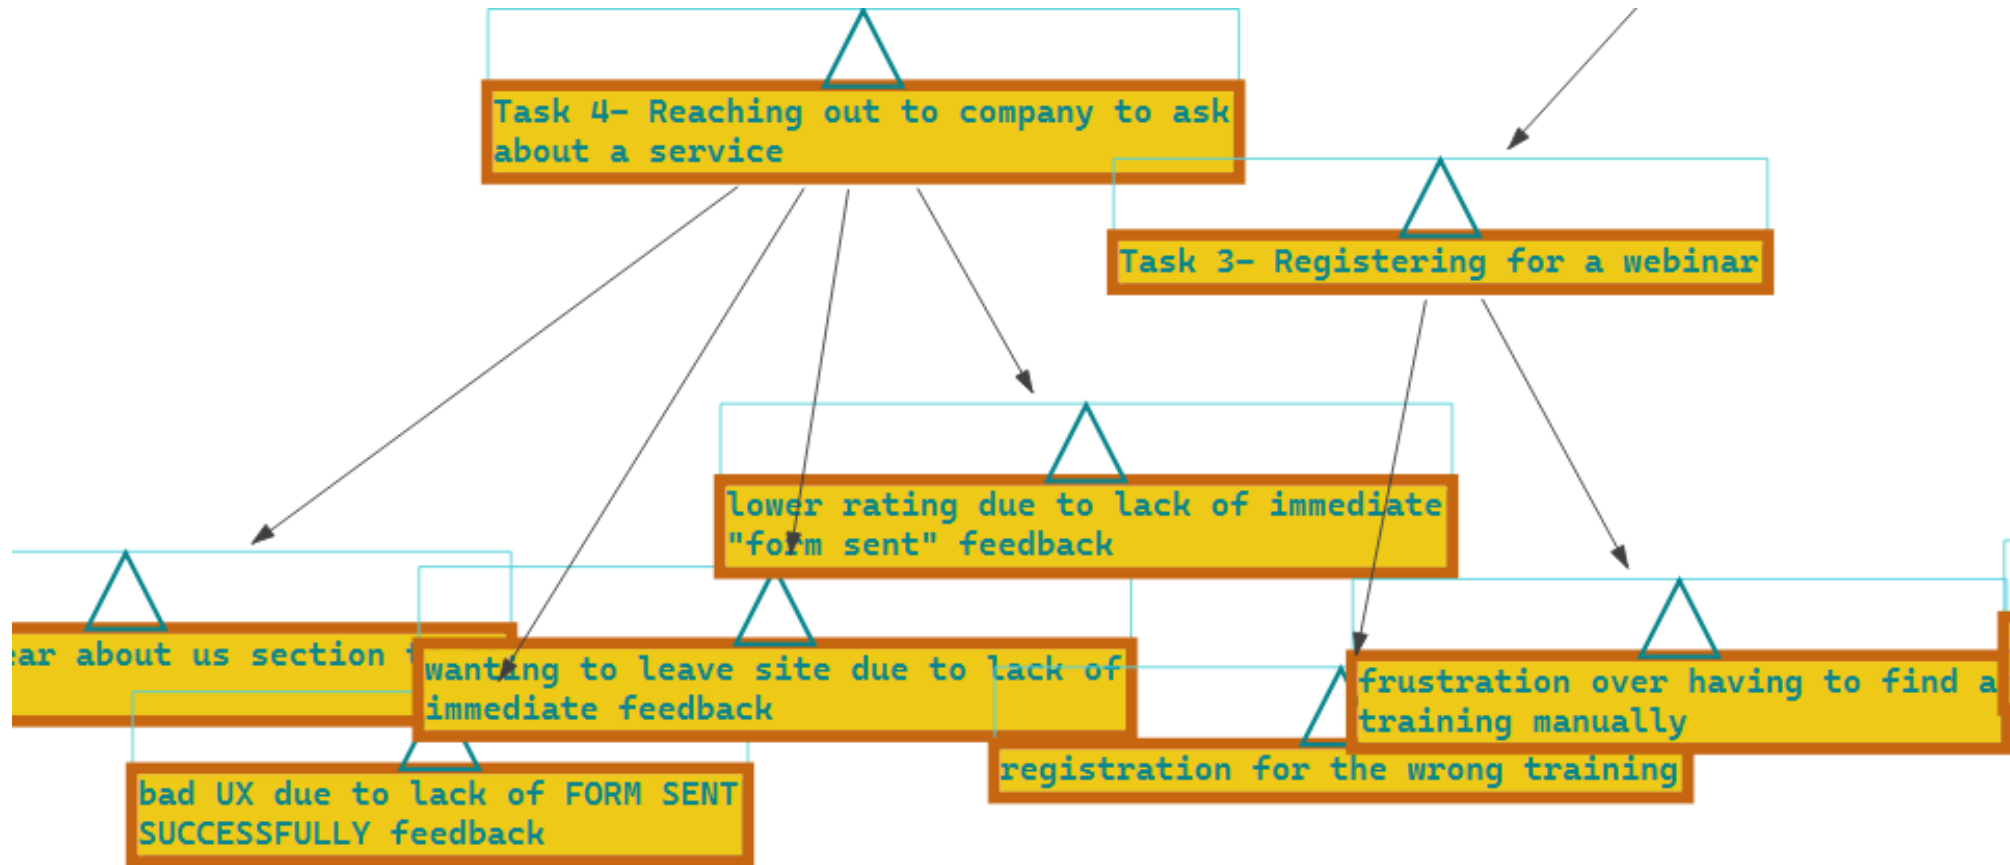 Task 4- Reaching out to company to ask
about a service
Task 3- Registering for a webinar
lower rating due to lack of immediate
"form sent" feedback
about us section
wanting to leave site due to lack of
immediate feedback
frustration over having to find a
training manually
registration for the wrong training
bad UX due to lack of FORM SENT
SUCCESSFULLY feedback